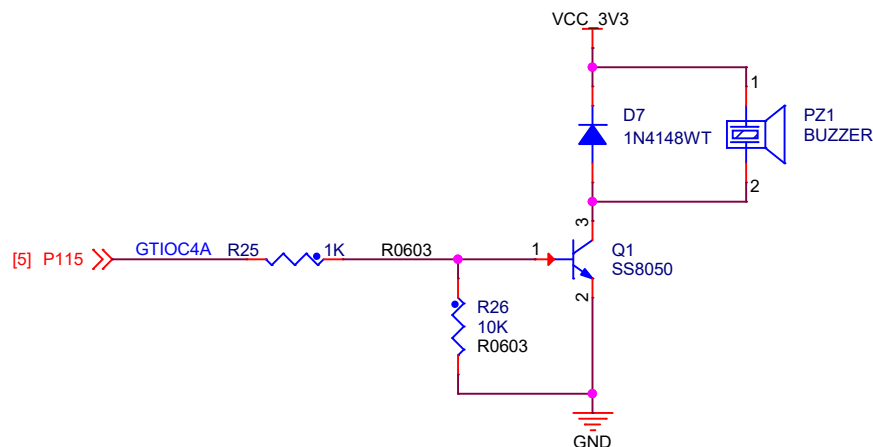 VCC_3V3
1
D7
1N4148WT
PZ1
BUZZER
2
3
[5] P115
GTIOC4A
R25
1K
R0603
1
Q1
SS8050
2
R26
10K
R0603
GND